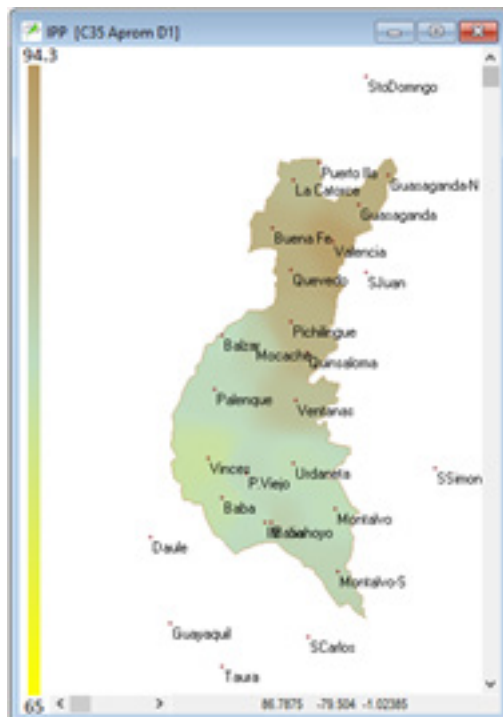 IPP [C35 Aprom D1]
94.3
StoDomngo
Puerto Ila
La Catorce
Guasaganda-N
Guasaganda
Buena Fe
Valencia
Quevedo
SJuan
Pichilingue
Balzar
Mocache
Quinsaloma
Palenque
Ventanas
Vinces
Urdaneta
SSimon
P.Viejo
Baba
Montalvo
Daule
Montalvo-S
Guayaquil
SCarlos
Taura
65
86.7875 -79.504 -1.02385